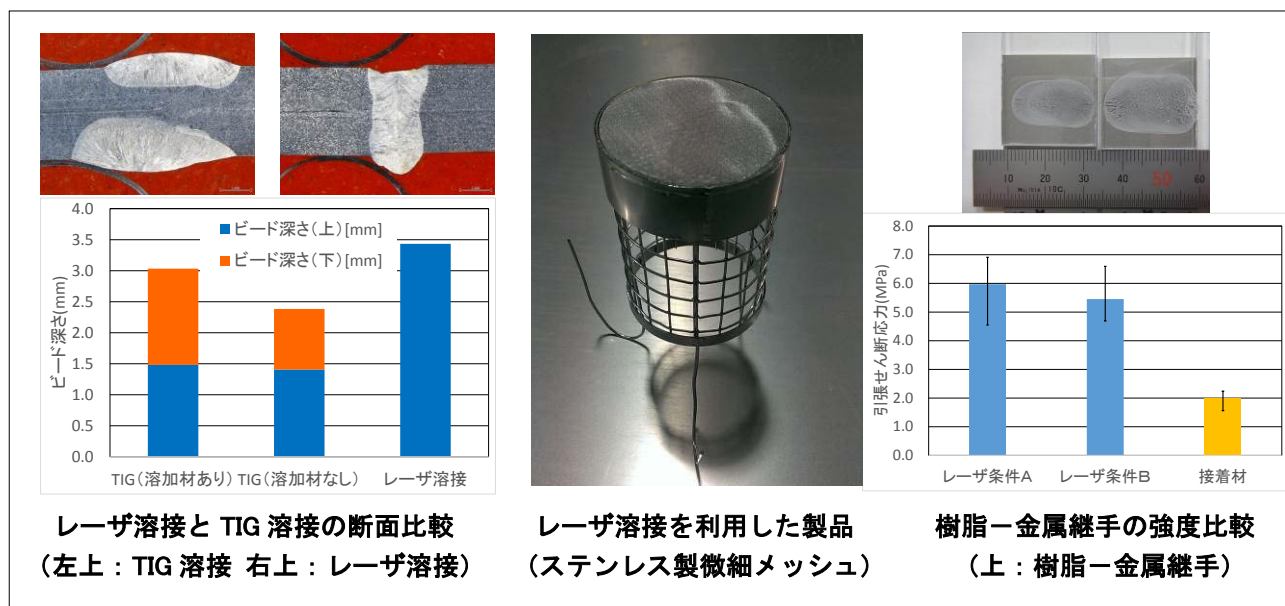 4.0
3.5
3.0
2.5
2.0
1.5
1.0
0.5
0.0
ビード深さ(mm)
ビード深さ(上)[mm]
ビード深さ(下)[mm]
TIG(溶加材あり) TIG(溶加材なし) レーザ溶接
レーザ溶接と TIG 溶接の断面比較
(左上:TIG 溶接 右上:レーザ溶接)
レーザ溶接を利用した製品
(ステンレス製微細メッシュ)
10 20 30 40 50 60
8.0
7.0
6.0
5.0
4.0
3.0
2.0
1.0
0.0
引張せん断応力(MPa)
レーザ条件A レーザ条件B 接着材
樹脂-金属継手の強度比較
(上:樹脂-金属継手)